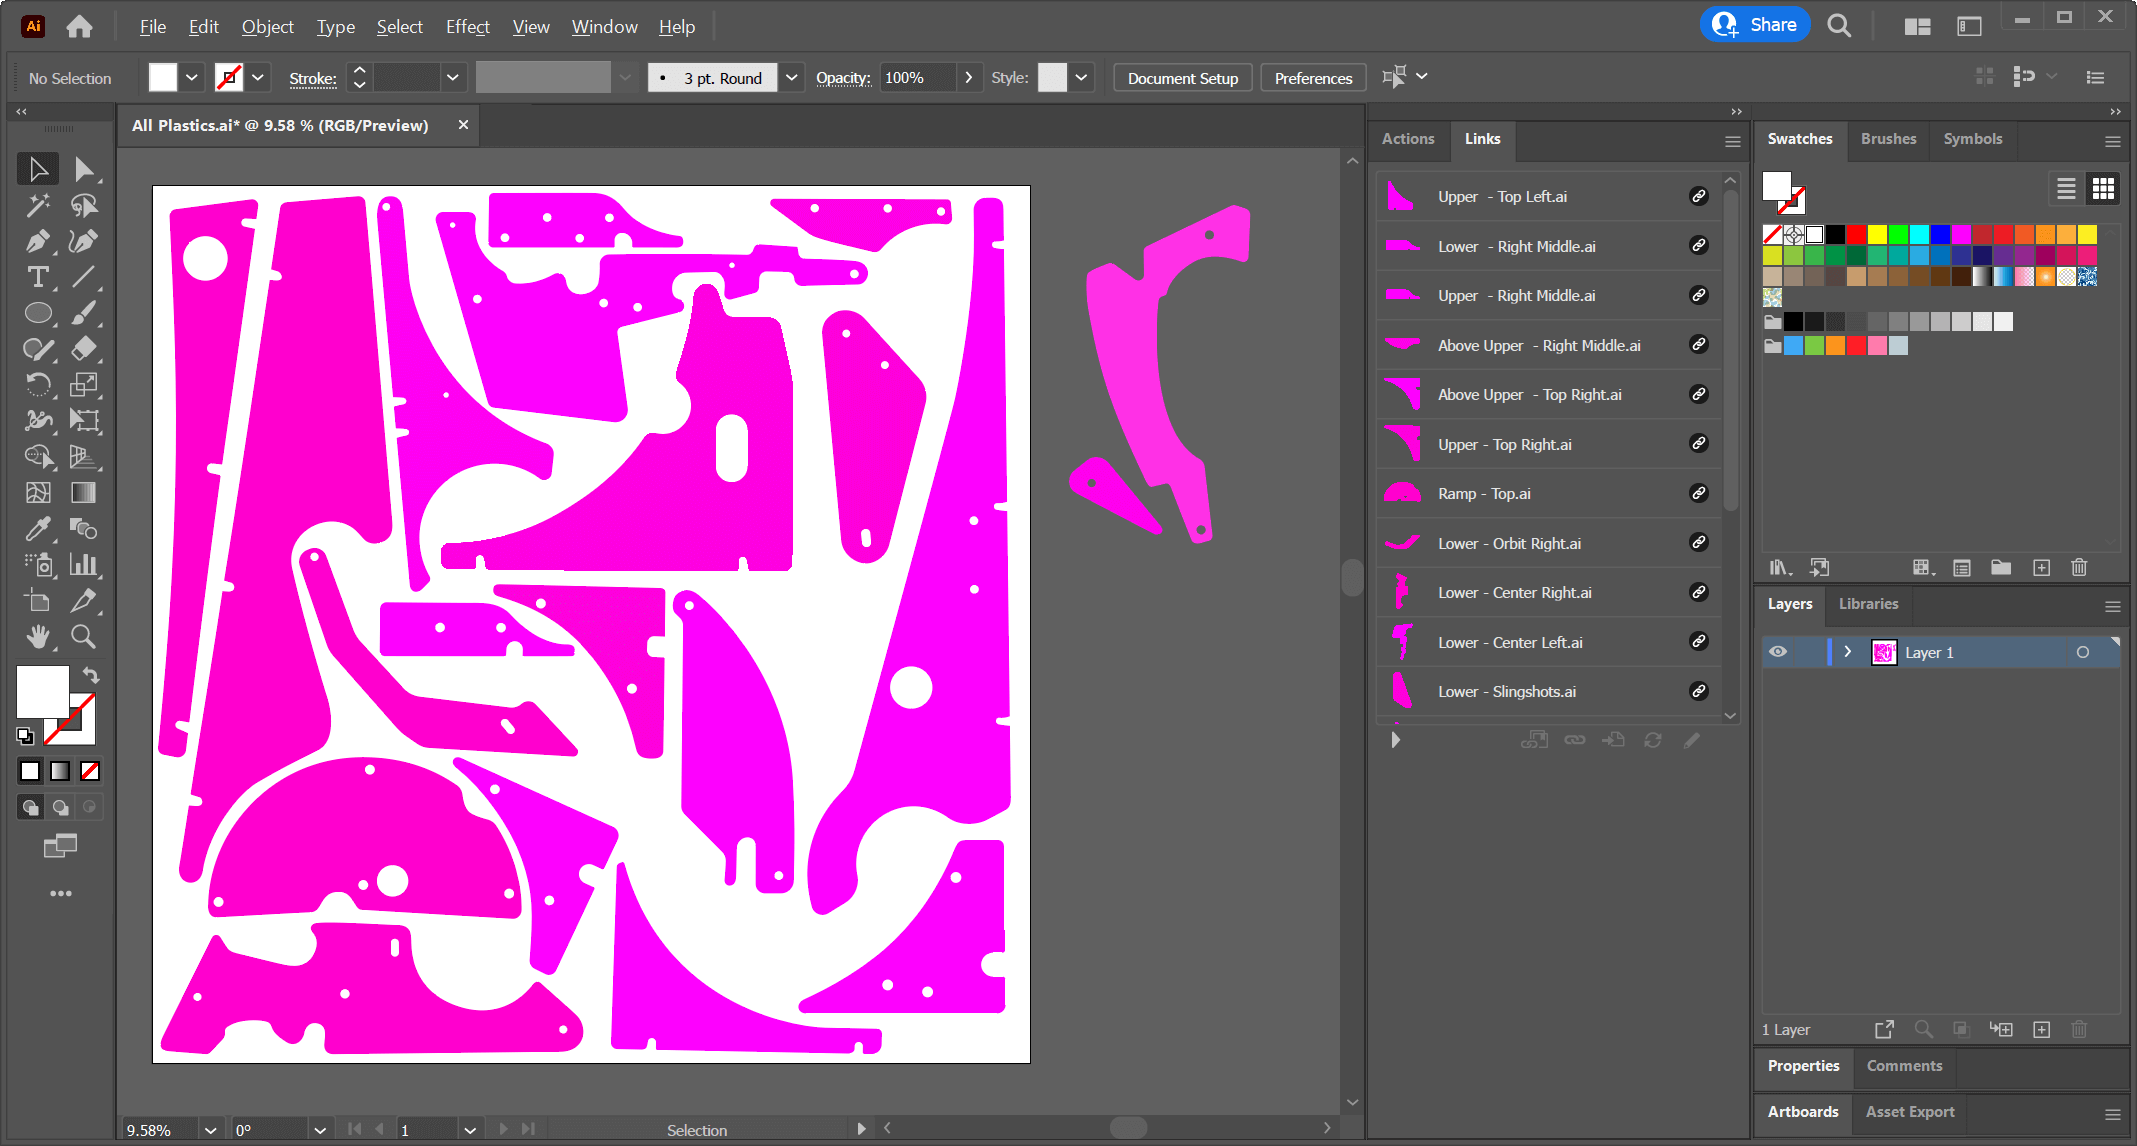 Ai File Edit Object Type Select Effect View Window Help Share
No Selection Stroke: 3 pt. Round Opacity: 100% Style: Document Setup Preferences
All Plastics.ai* @ 9.58 % (RGB/Preview)
Actions Links
Upper - Top Left.ai
Lower - Right Middle.ai
Upper - Right Middle.ai
Above Upper - Right Middle.ai
Above Upper - Top Right.ai
Upper - Top Right.ai
Ramp - Top.ai
Lower - Orbit Right.ai
Lower - Center Right.ai
Lower - Center Left.ai
Lower - Slingshots.ai
Swatches Brushes Symbols
Layers Libraries
Layer 1
1 Layer
Properties Comments
Artboards Asset Export
9.58% 0° 1 Selection